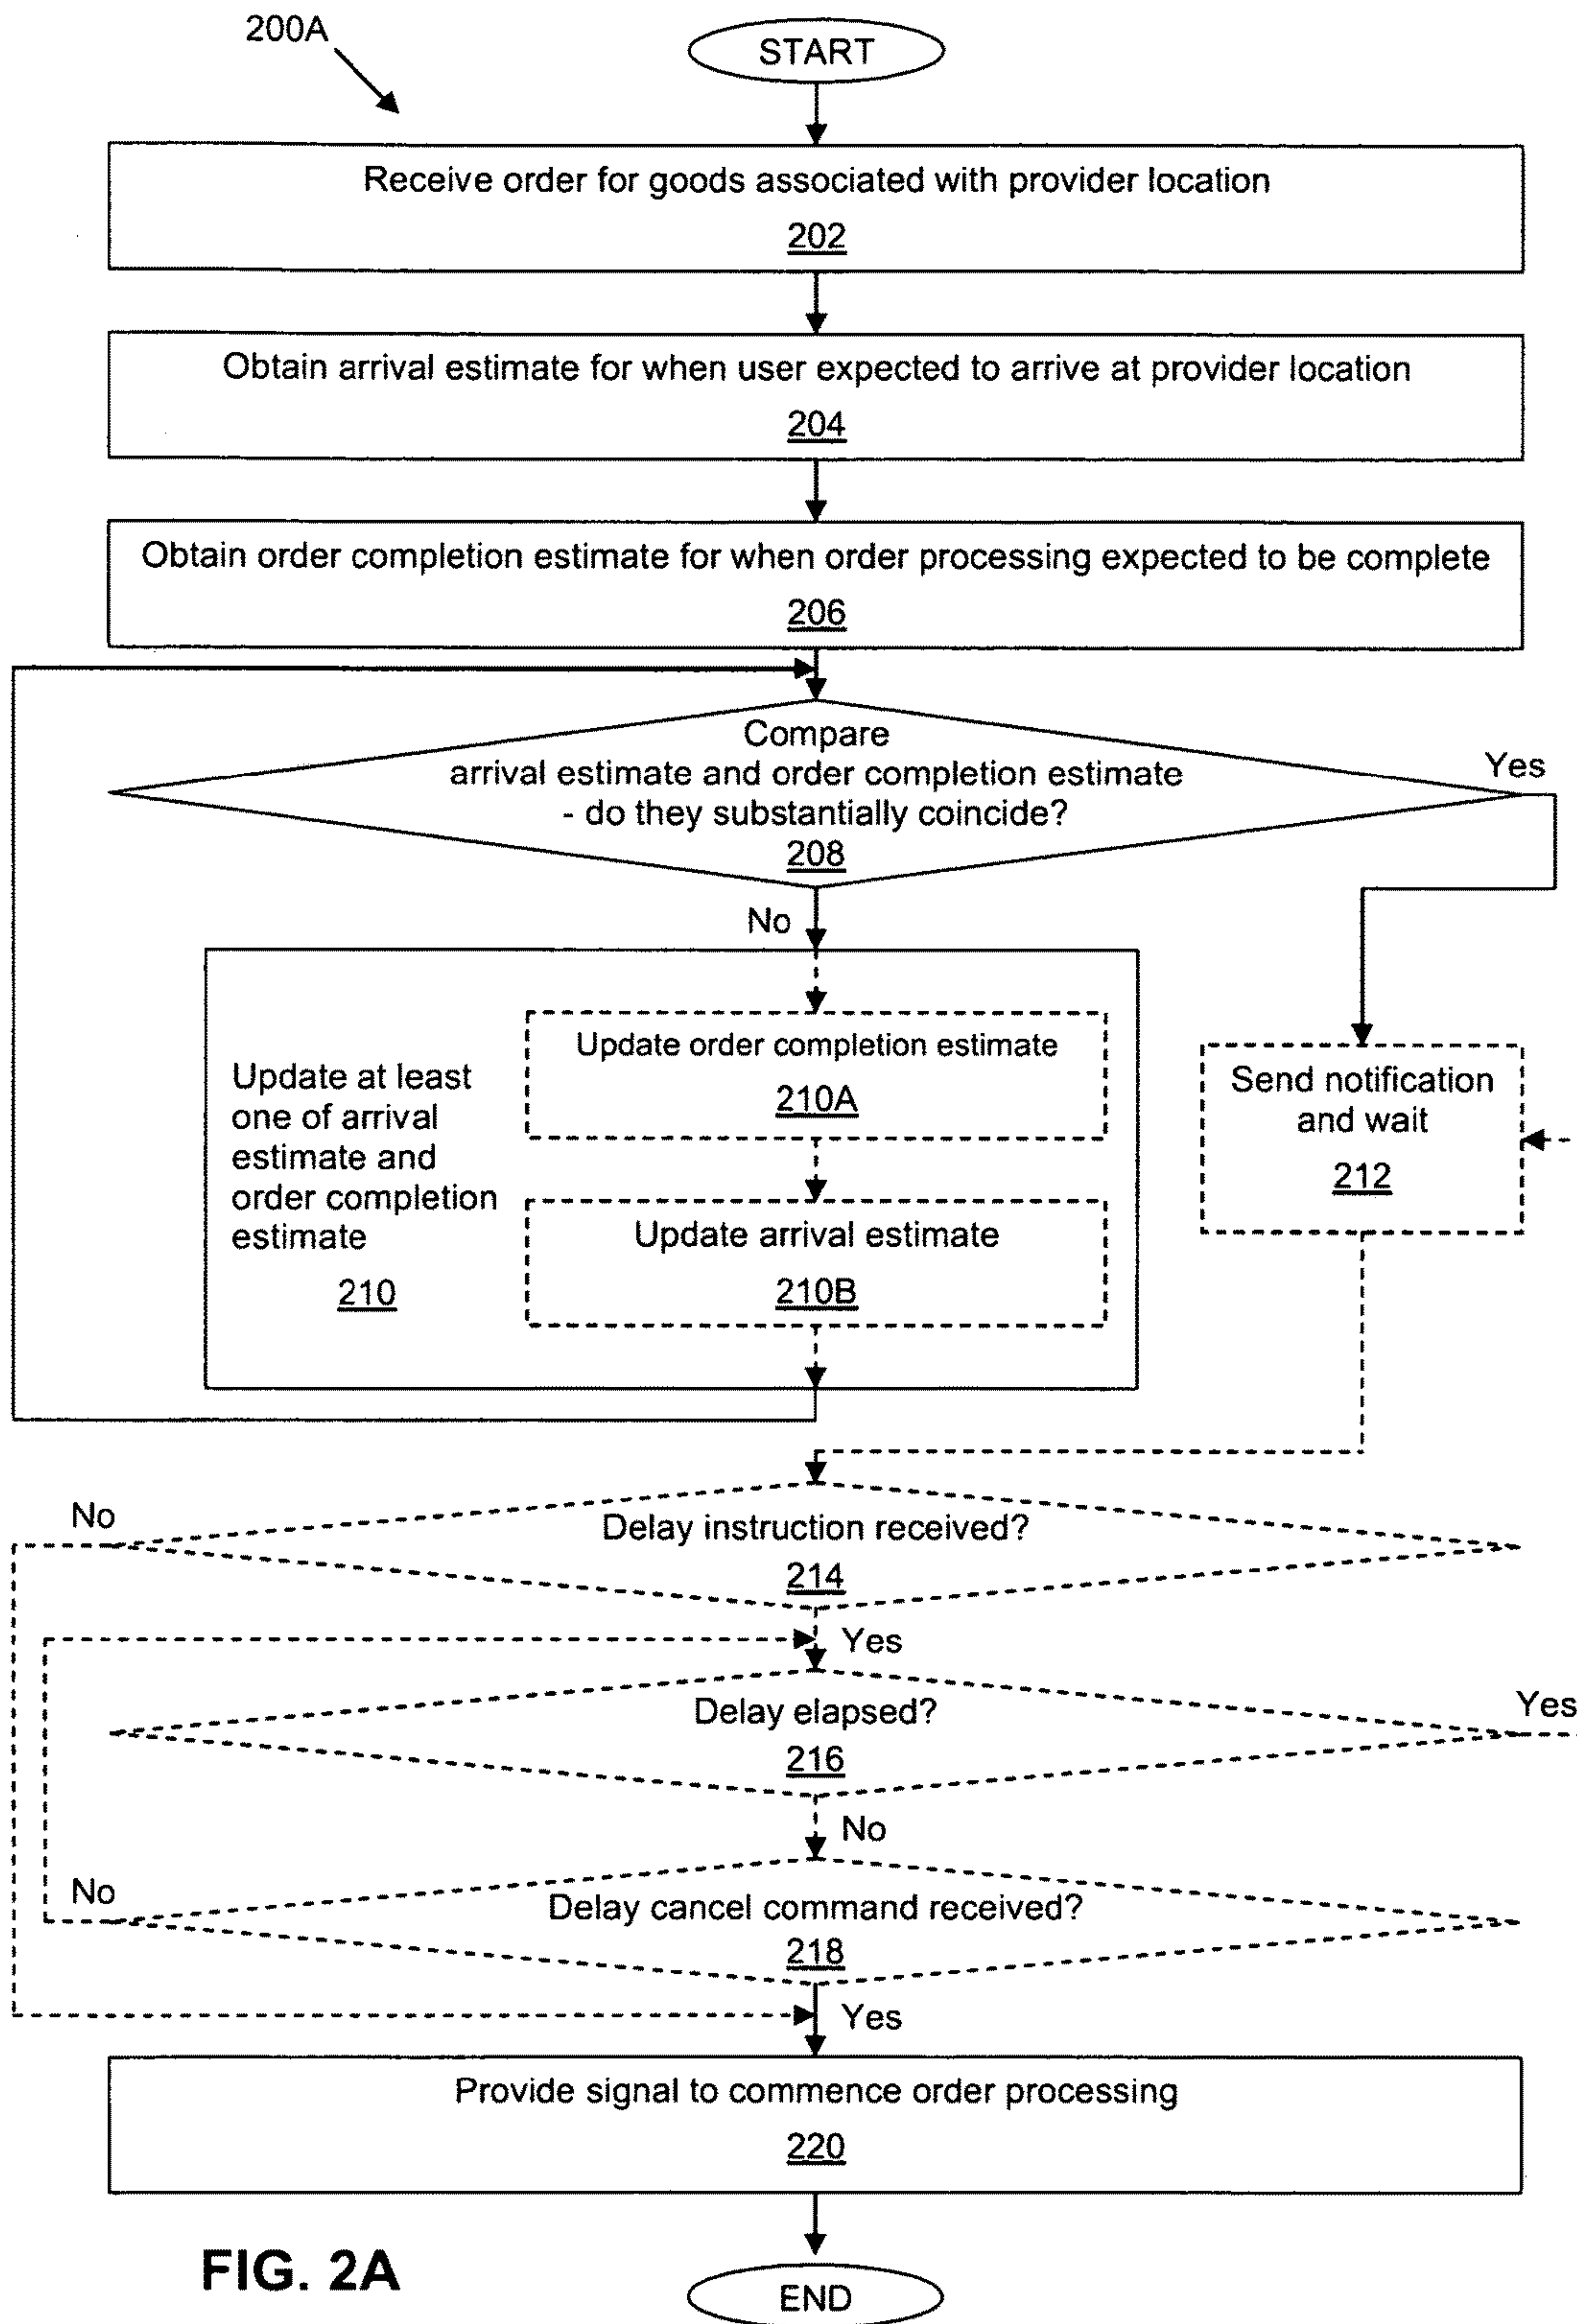 200A
START
Receive order for goods associated with provider location
202
Obtain arrival estimate for when user expected to arrive at provider location
204
Obtain order completion estimate for when order processing expected to be complete
206
Compare
arrival estimate and order completion estimate
- do they substantially coincide?
208
Yes
No
Update at least
one of arrival
estimate and
order completion
estimate
210
Update order completion estimate
210A
Update arrival estimate
210B
Send notification
and wait
212
No
Delay instruction received?
214
Yes
Delay elapsed?
216
Yes
No
No
Delay cancel command received?
218
Yes
Provide signal to commence order processing
220
FIG. 2A
END